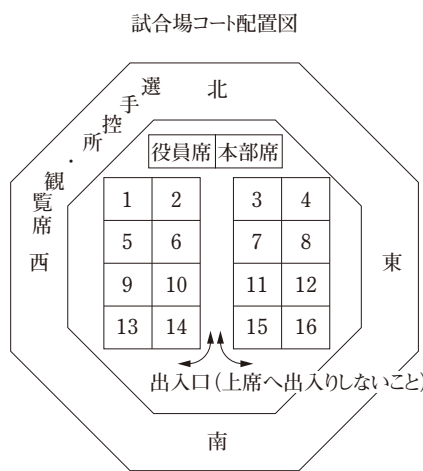 試合場コート配置図
北
選手控所・観覧席
役員席 本部席
1 2 3 4
5 6 7 8
西
東
9 10 11 12
13 14 15 16
出入口(上席へ出入りしないこと)
南